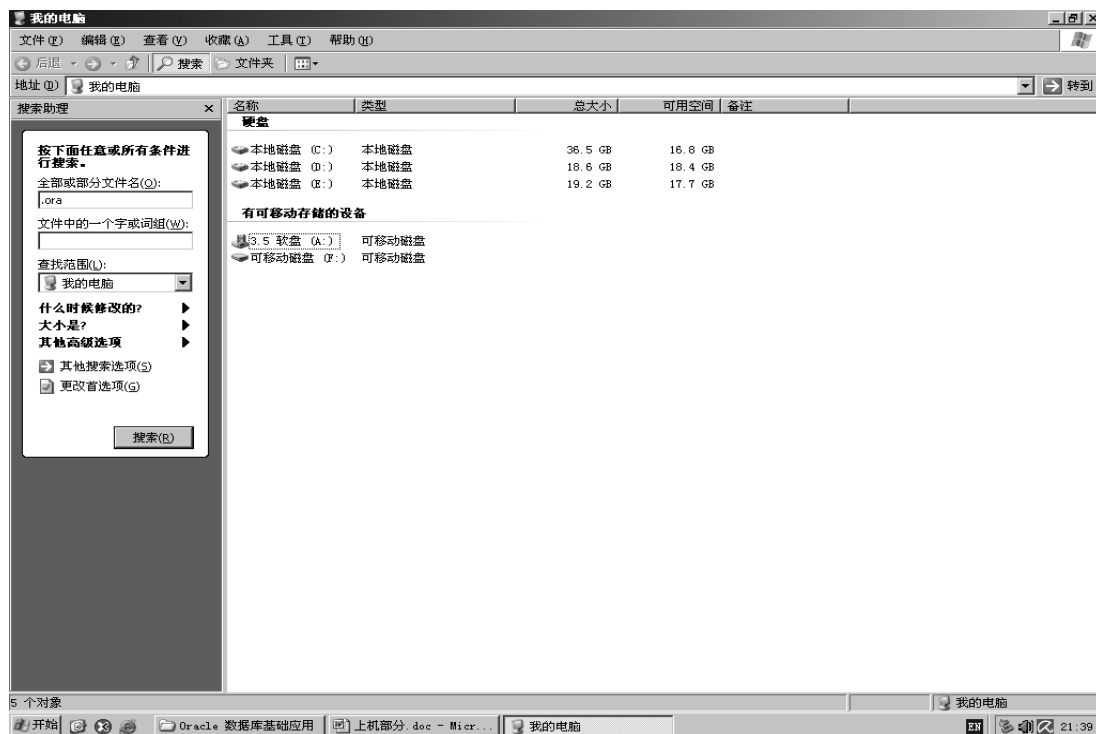 我的电脑
文件(F) 编辑(E) 查看(V) 收藏(A) 工具(T) 帮助(H)
后退 搜索 文件夹
地址(D) 我的电脑 转到
搜索助理
按下面任意或所有条件进
行搜索。
全部或部分文件名(O):
.ora
文件中的一个字或词组(W):
查找范围(L):
我的电脑
什么时候修改的?
大小是?
其他高级选项
其他搜索选项(S)
更改首选项(G)
搜索(R)
名称 类型 总大小 可用空间 备注
硬盘
本地磁盘 (C:) 本地磁盘 36.5 GB 16.8 GB
本地磁盘 (D:) 本地磁盘 18.6 GB 18.4 GB
本地磁盘 (E:) 本地磁盘 19.2 GB 17.7 GB
有可移动存储的设备
3.5 软盘 (A:) 可移动磁盘
可移动磁盘 (F:) 可移动磁盘
5 个对象 我的电脑
开始 Oracle 数据库基础应用 上机部分.doc - Micr... 我的电脑 EN 21:39